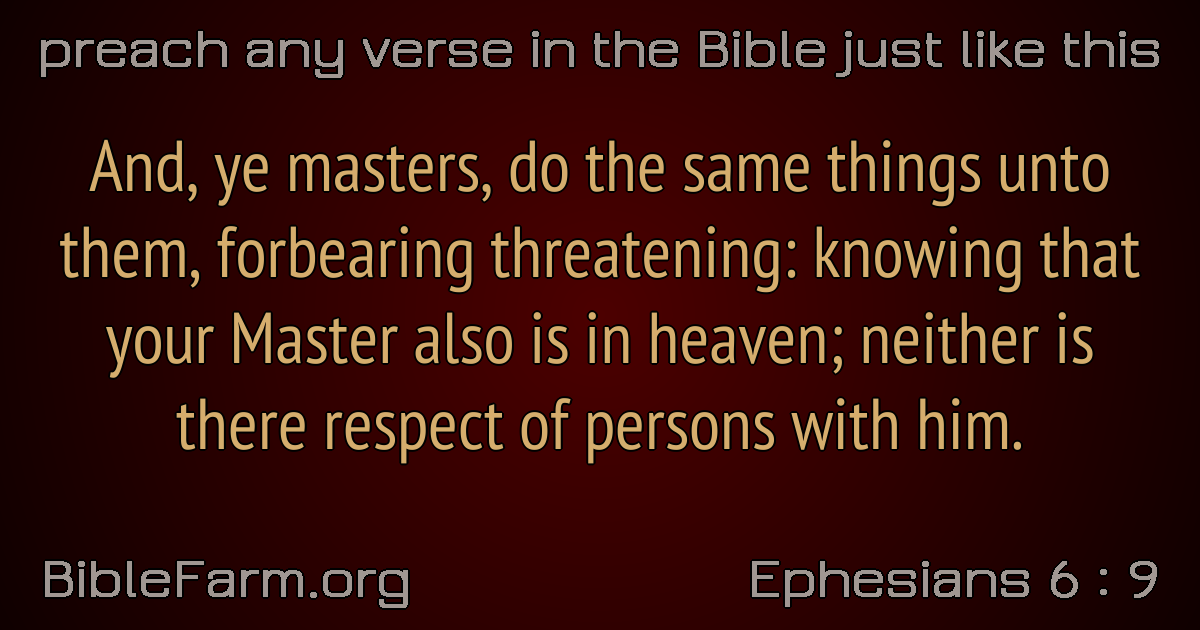 preach any verse in the Bible just like this
And, ye masters, do the same things unto
them, forbearing threatening: knowing that
your Master also is in heaven; neither is
there respect of persons with him.
BibleFarm.org
Ephesians 6 : 9